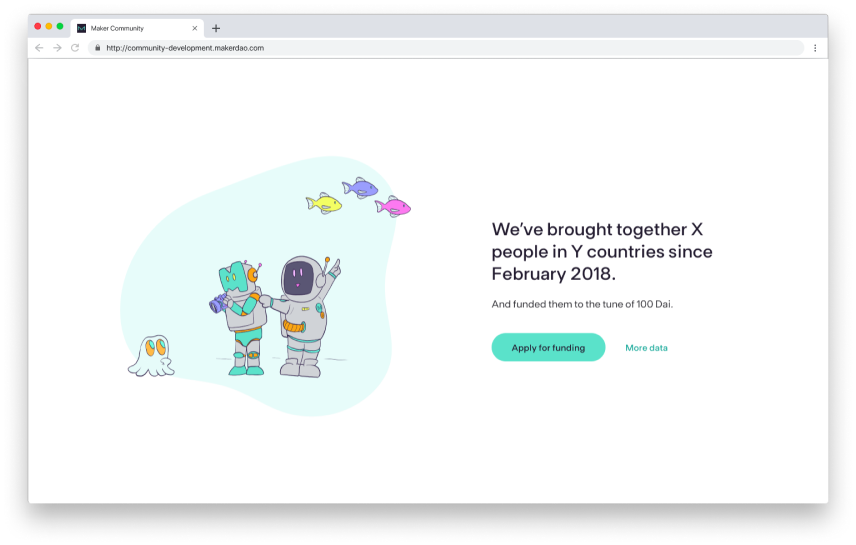 Maker Community
http://community-development.makerdao.com
We’ve brought together X
people in Y countries since
February 2018.
And funded them to the tune of 100 Dai.
Apply for funding
More data